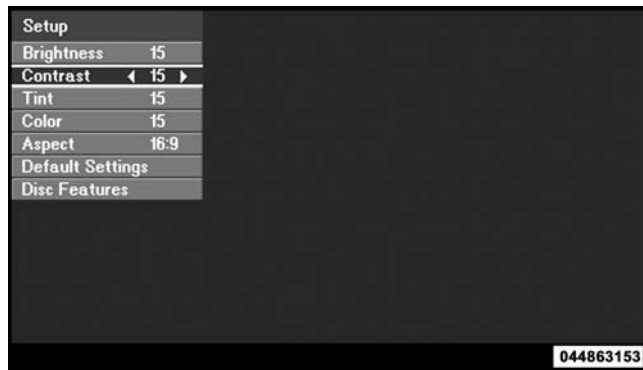 Setup
Brightness 15
Contrast 15
Tint 15
Color 15
Aspect 16:9
Default Settings
Disc Features
044863153